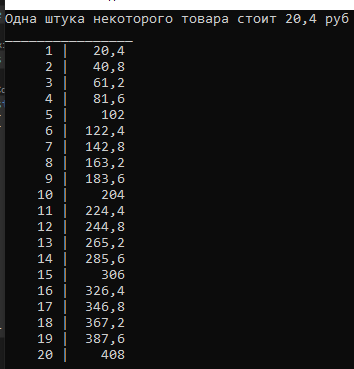 Одна штука некоторого товара стоит 20,4 руб
________________
1 | 20,4
2 | 40,8
3 | 61,2
4 | 81,6
5 | 102
6 | 122,4
7 | 142,8
8 | 163,2
9 | 183,6
10 | 204
11 | 224,4
12 | 244,8
13 | 265,2
14 | 285,6
15 | 306
16 | 326,4
17 | 346,8
18 | 367,2
19 | 387,6
20 | 408